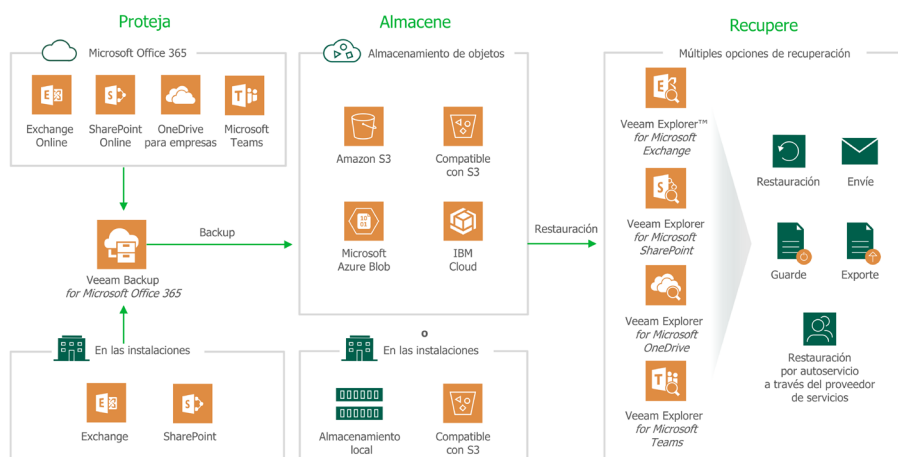 Proteja
Almacene
Recupere
Microsoft Office 365
Exchange
Online
SharePoint
Online
OneDrive
para empresas
Microsoft
Teams
Veeam Backup
for Microsoft Office 365
En las instalaciones
Exchange
SharePoint
Backup
Almacenamiento de objetos
Amazon S3
Compatible
con S3
Microsoft
Azure Blob
IBM
Cloud
o
En las instalaciones
Almacenamiento
local
Compatible
con S3
Restauración
Múltiples opciones de recuperación
Veeam Explorer™
for Microsoft
Exchange
Veeam Explorer
for Microsoft
SharePoint
Veeam Explorer
for Microsoft
OneDrive
Veeam Explorer
for Microsoft
Teams
Restauración
Envíe
Guarde
Exporte
Restauración
por autoservicio
a través del proveedor
de servicios